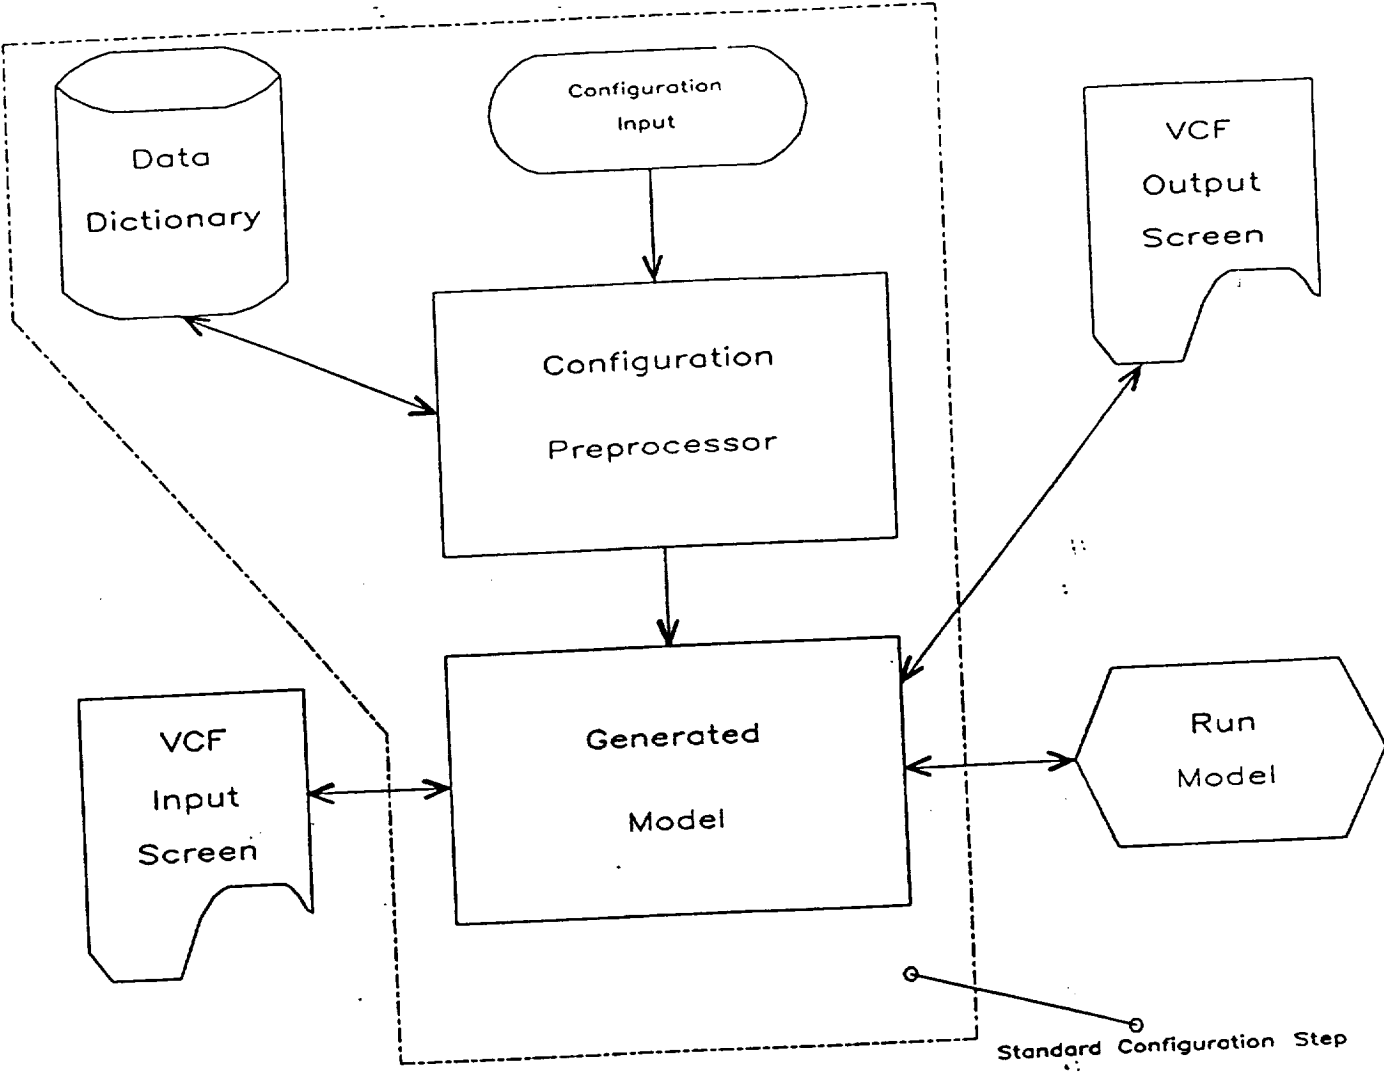 Data
Dictionary
Configuration
Input
VCF
Output
Screen
Configuration
Preprocessor
VCF
Input
Screen
Generated
Model
Run
Model
Standard Configuration Step